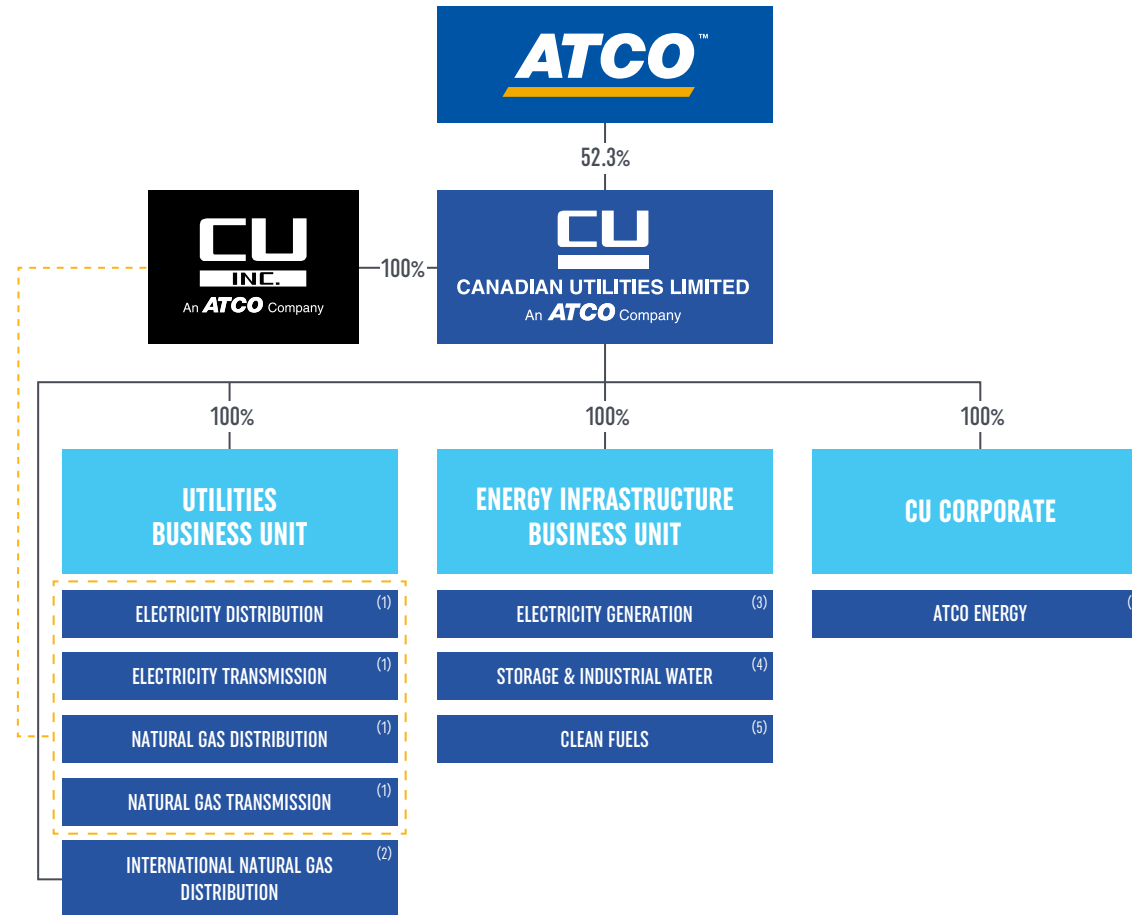 ATCO™
52.3%
CU
INC.
An ATCO Company
100%
CU
CANADIAN UTILITIES LIMITED
An ATCO Company
100%
100%
100%
UTILITIES
BUSINESS UNIT
ENERGY INFRASTRUCTURE
BUSINESS UNIT
CU CORPORATE
ELECTRICITY DISTRIBUTION (1)
ELECTRICITY GENERATION (3)
ATCO ENERGY
ELECTRICITY TRANSMISSION (1)
STORAGE & INDUSTRIAL WATER (4)
NATURAL GAS DISTRIBUTION (1)
CLEAN FUELS (5)
NATURAL GAS TRANSMISSION (1)
INTERNATIONAL NATURAL GAS (2)
DISTRIBUTION